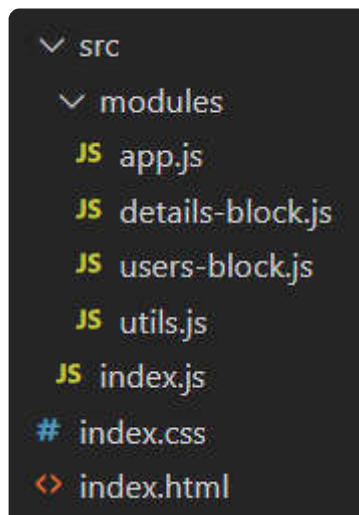 src
modules
JS app.js
JS details-block.js
JS users-block.js
JS utils.js
JS index.js
# index.css
<> index.html